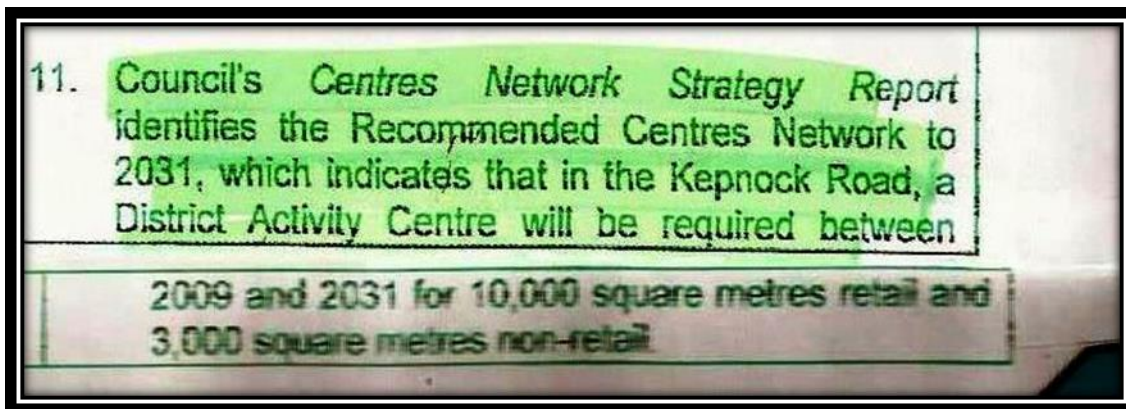 11. Council's Centres Network Strategy Report
identifies the Recommended Centres Network to
2031, which indicates that in the Kepnock Road, a
District Activity Centre will be required between
2009 and 2031 for 10,000 square metres retail and
3,000 square metres non-retail.